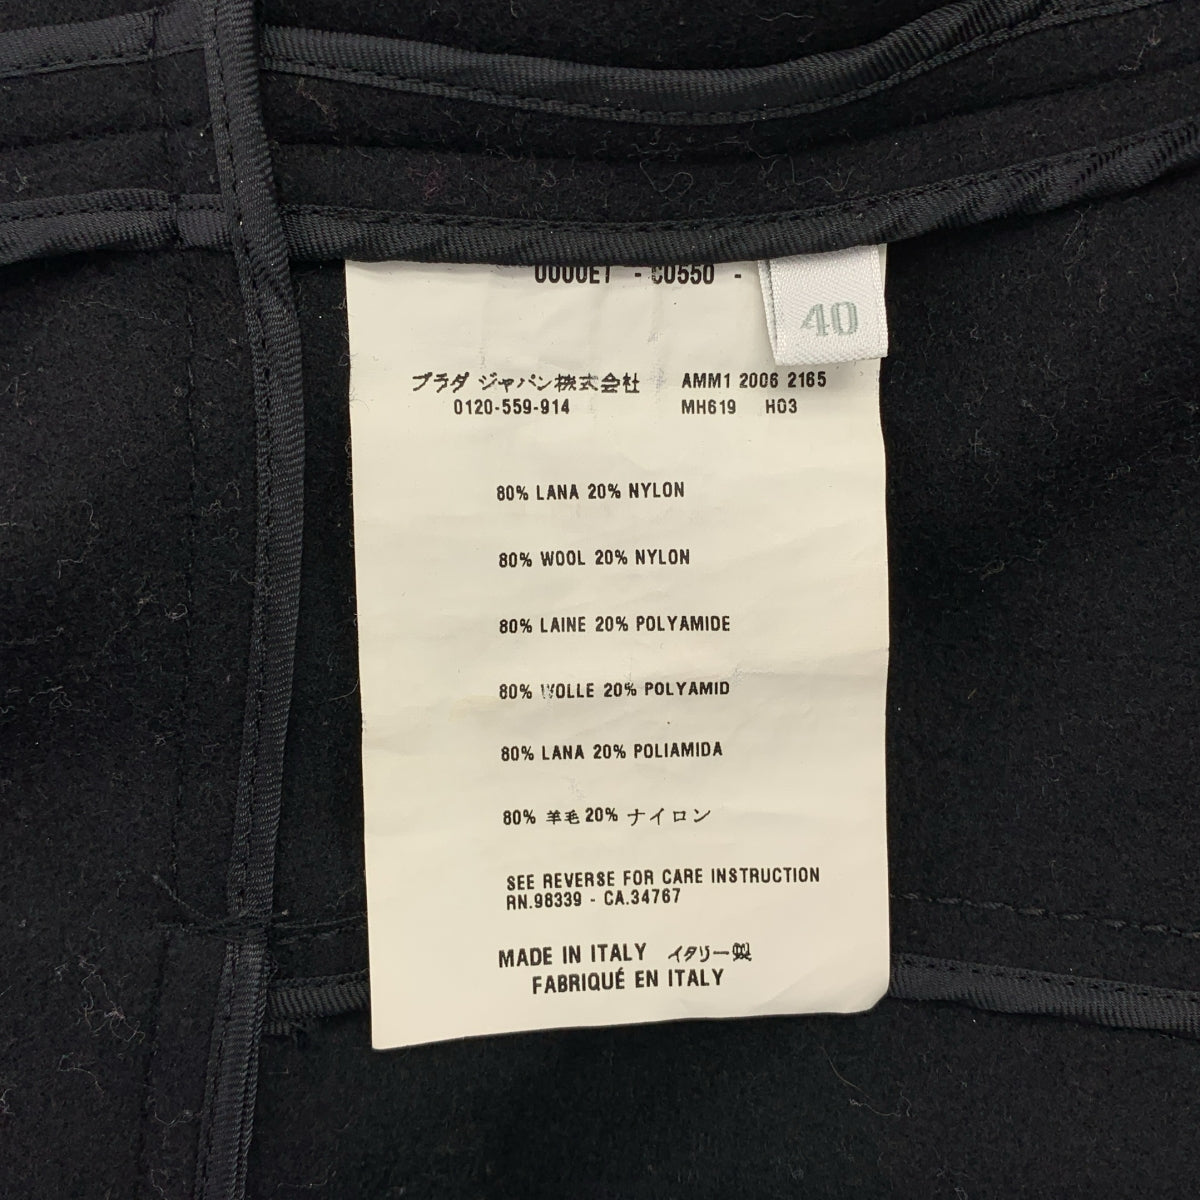 - C0550 -
40
プラダ ジャパン株式会社 AMM1 2006 2165
0120-559-914 MH619 H03
80% LANA 20% NYLON
80% WOOL 20% NYLON
80% LAINE 20% POLYAMIDE
80% WOLLE 20% POLYAMID
80% LANA 20% POLIAMIDA
80% 羊毛 20% ナイロン
SEE REVERSE FOR CARE INSTRUCTION
RN.98339 - CA.34767
MADE IN ITALY イタリー製
FABRIQUÉ EN ITALY